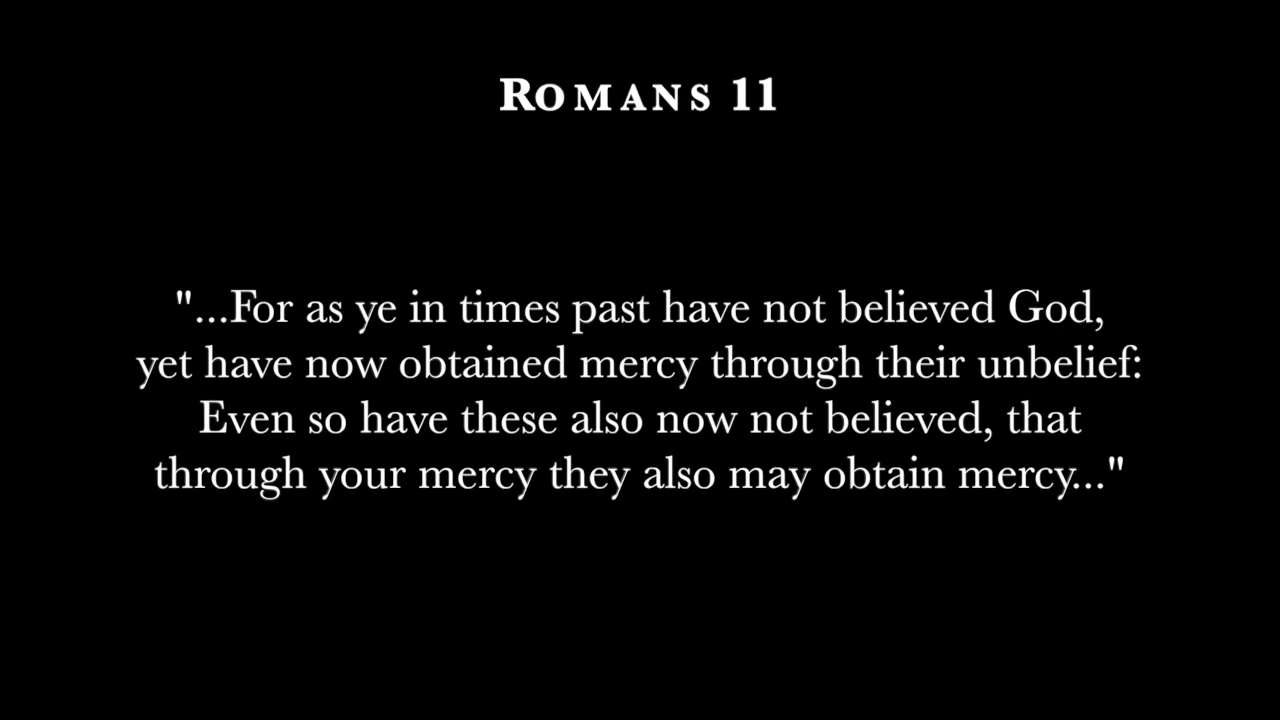 ROMANS 11
"...For as ye in times past have not believed God,
yet have now obtained mercy through their unbelief:
Even so have these also now not believed, that
through your mercy they also may obtain mercy..."